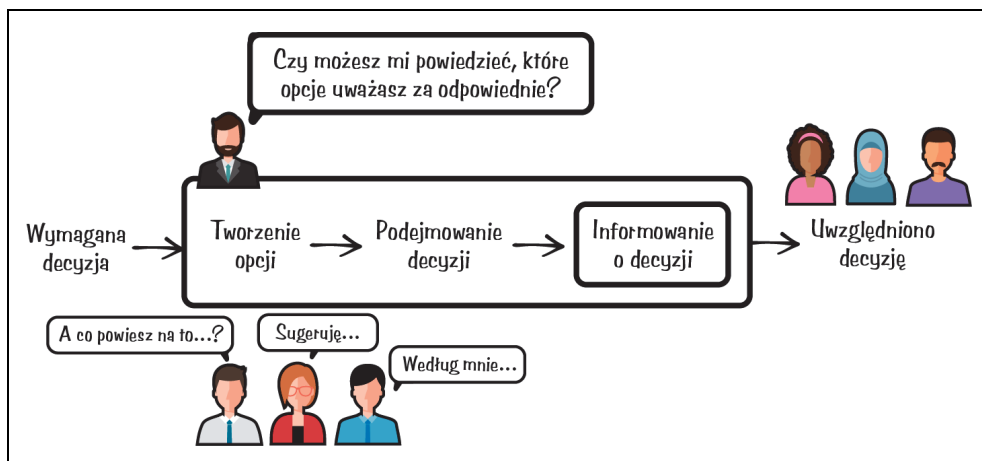 Czy możesz mi powiedzieć, które
opcje uważasz za odpowiednie?
Wymagana
decyzja
Tworzenie
opcji
Podejmowanie
decyzji
Informowanie
o decyzji
Uwzględniono
decyzję
A co powiesz na to...?
Sugeruję...
Według mnie...